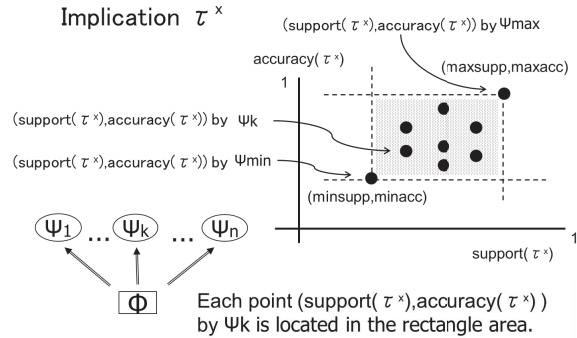 Implication τ x
(support( τ x),accuracy( τ x)) by Ψmax
accuracy( τ x)
(maxsupp,maxacc)
1
(support( τ x),accuracy( τ x)) by Ψk
(support( τ x),accuracy( τ x)) by Ψmin
(minsupp,minacc)
Ψ1 ... Ψk ... Ψn
1
support( τ x)
Φ
Each point (support( τ x),accuracy( τ x) )
by Ψk is located in the rectangle area.